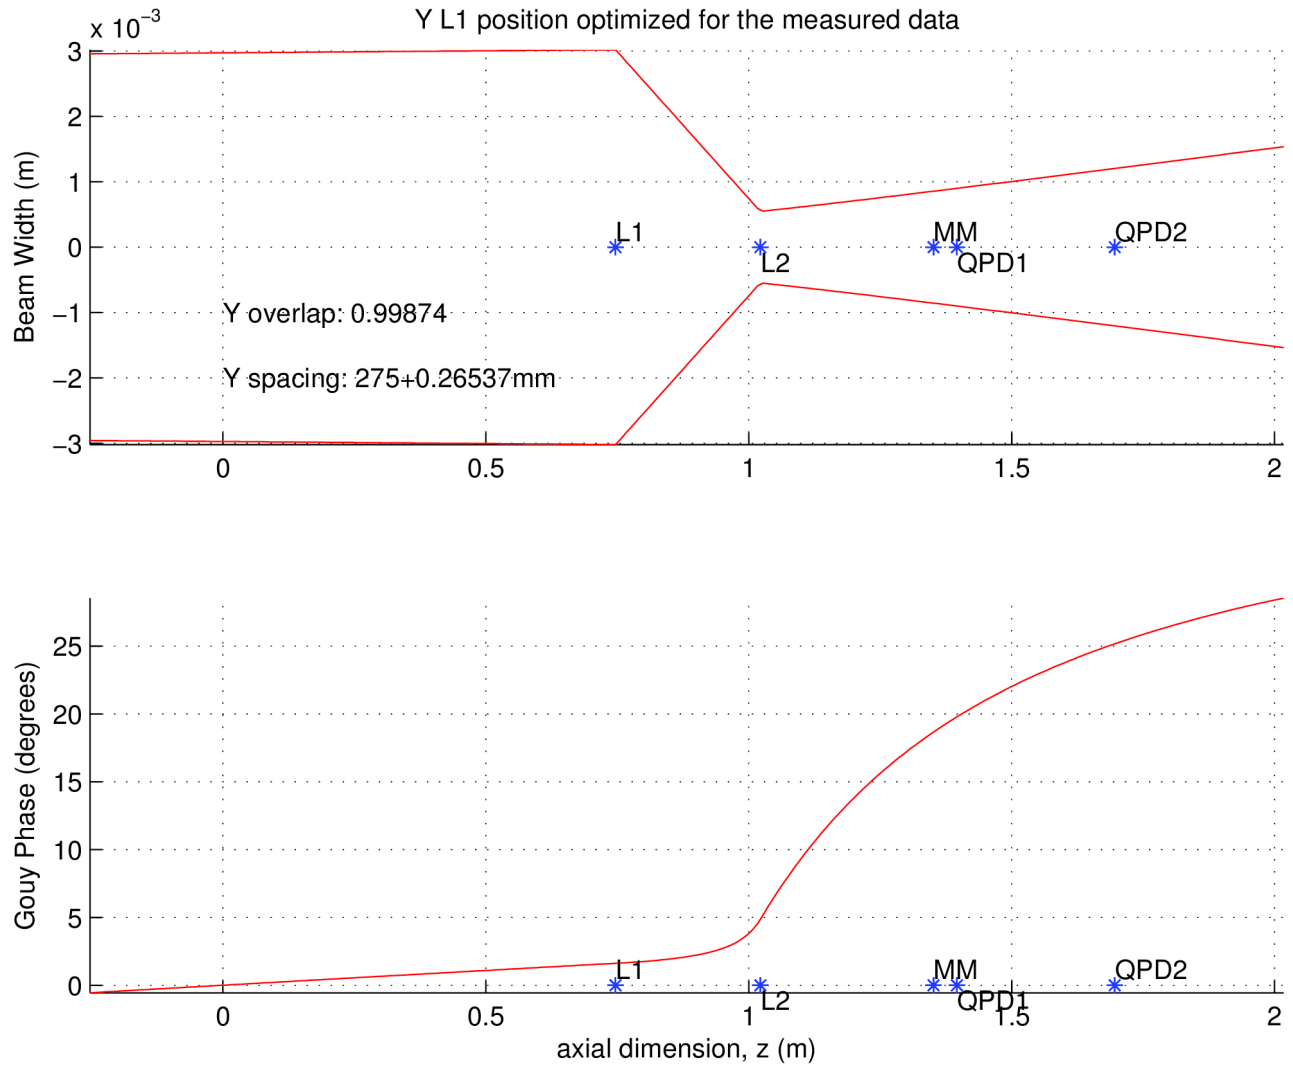 Y L1 position optimized for the measured data
x 10⁻³
3
2
1
0
−1
−2
−3
Beam Width (m)
L1
L2
MM
QPD1
QPD2
Y overlap: 0.99874
Y spacing: 275+0.26537mm
0 0.5 1 1.5 2
25
20
15
10
5
0
Gouy Phase (degrees)
L1
L2
MM
QPD1
QPD2
0 0.5 1 1.5 2
axial dimension, z (m)